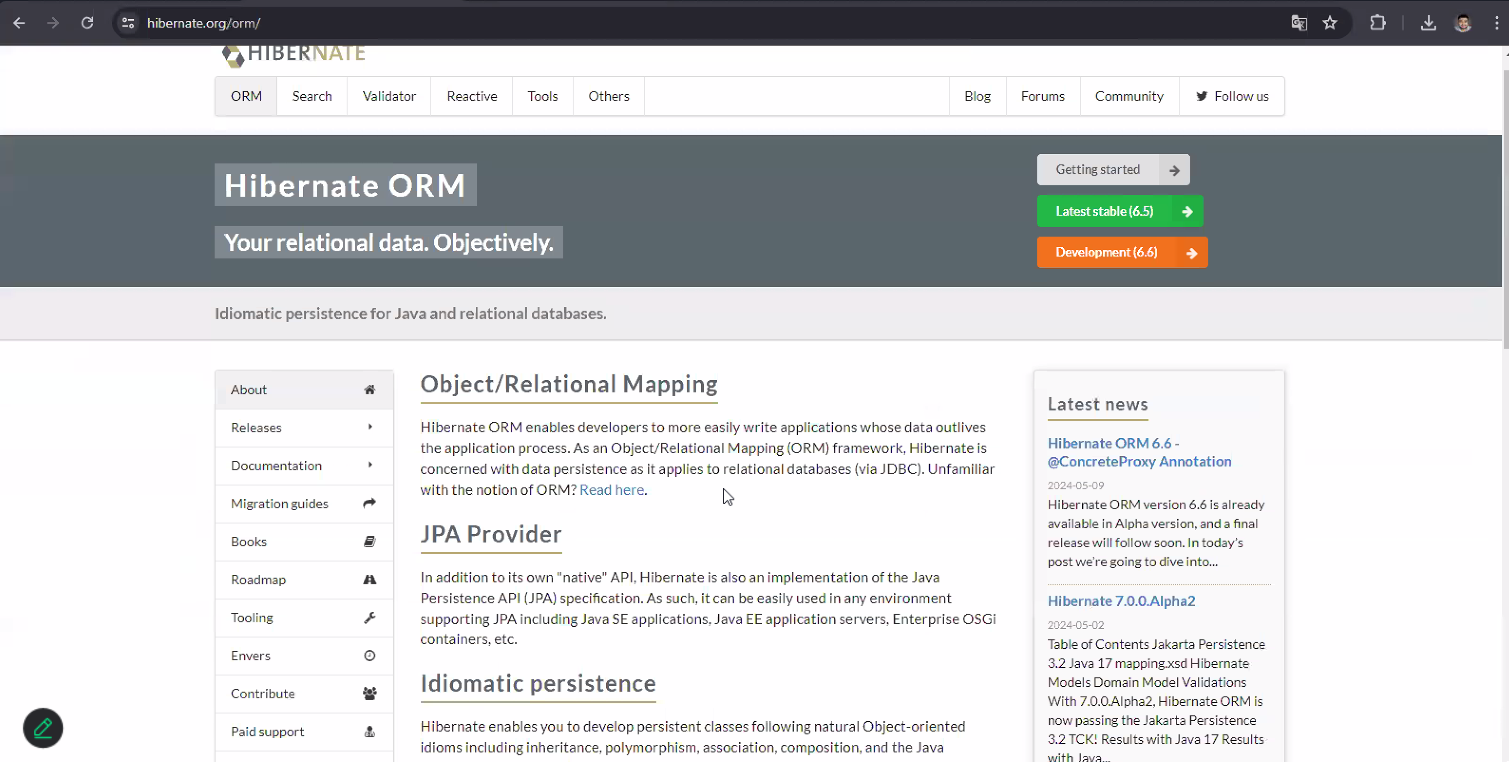 hibernate.org/orm/
HIBERNATE
ORM
Search
Validator
Reactive
Tools
Others
Blog
Forums
Community
Follow us
Hibernate ORM
Your relational data. Objectively.
Getting started
Latest stable (6.5)
Development (6.6)
Idiomatic persistence for Java and relational databases.
About
Releases
Documentation
Migration guides
Books
Roadmap
Tooling
Envers
Contribute
Paid support
Object/Relational Mapping
Hibernate ORM enables developers to more easily write applications whose data outlives
the application process. As an Object/Relational Mapping (ORM) framework, Hibernate is
concerned with data persistence as it applies to relational databases (via JDBC). Unfamiliar
with the notion of ORM? Read here.
JPA Provider
In addition to its own "native" API, Hibernate is also an implementation of the Java
Persistence API (JPA) specification. As such, it can be easily used in any environment
supporting JPA including Java SE applications, Java EE application servers, Enterprise OSGi
containers, etc.
Idiomatic persistence
Hibernate enables you to develop persistent classes following natural Object-oriented
idioms including inheritance, polymorphism, association, composition, and the Java
Latest news
Hibernate ORM 6.6 -
@ConcreteProxy Annotation
2024-05-09
Hibernate ORM version 6.6 is already
available in Alpha version, and a final
release will follow soon. In today's
post we're going to dive into...
Hibernate 7.0.0.Alpha2
2024-05-02
Table of Contents Jakarta Persistence
3.2 Java 17 mapping.xsd Hibernate
Models Domain Model Validations
With 7.0.0.Alpha2, Hibernate ORM is
now passing the Jakarta Persistence
3.2 TCK! Results with Java 17 Results
with Java...